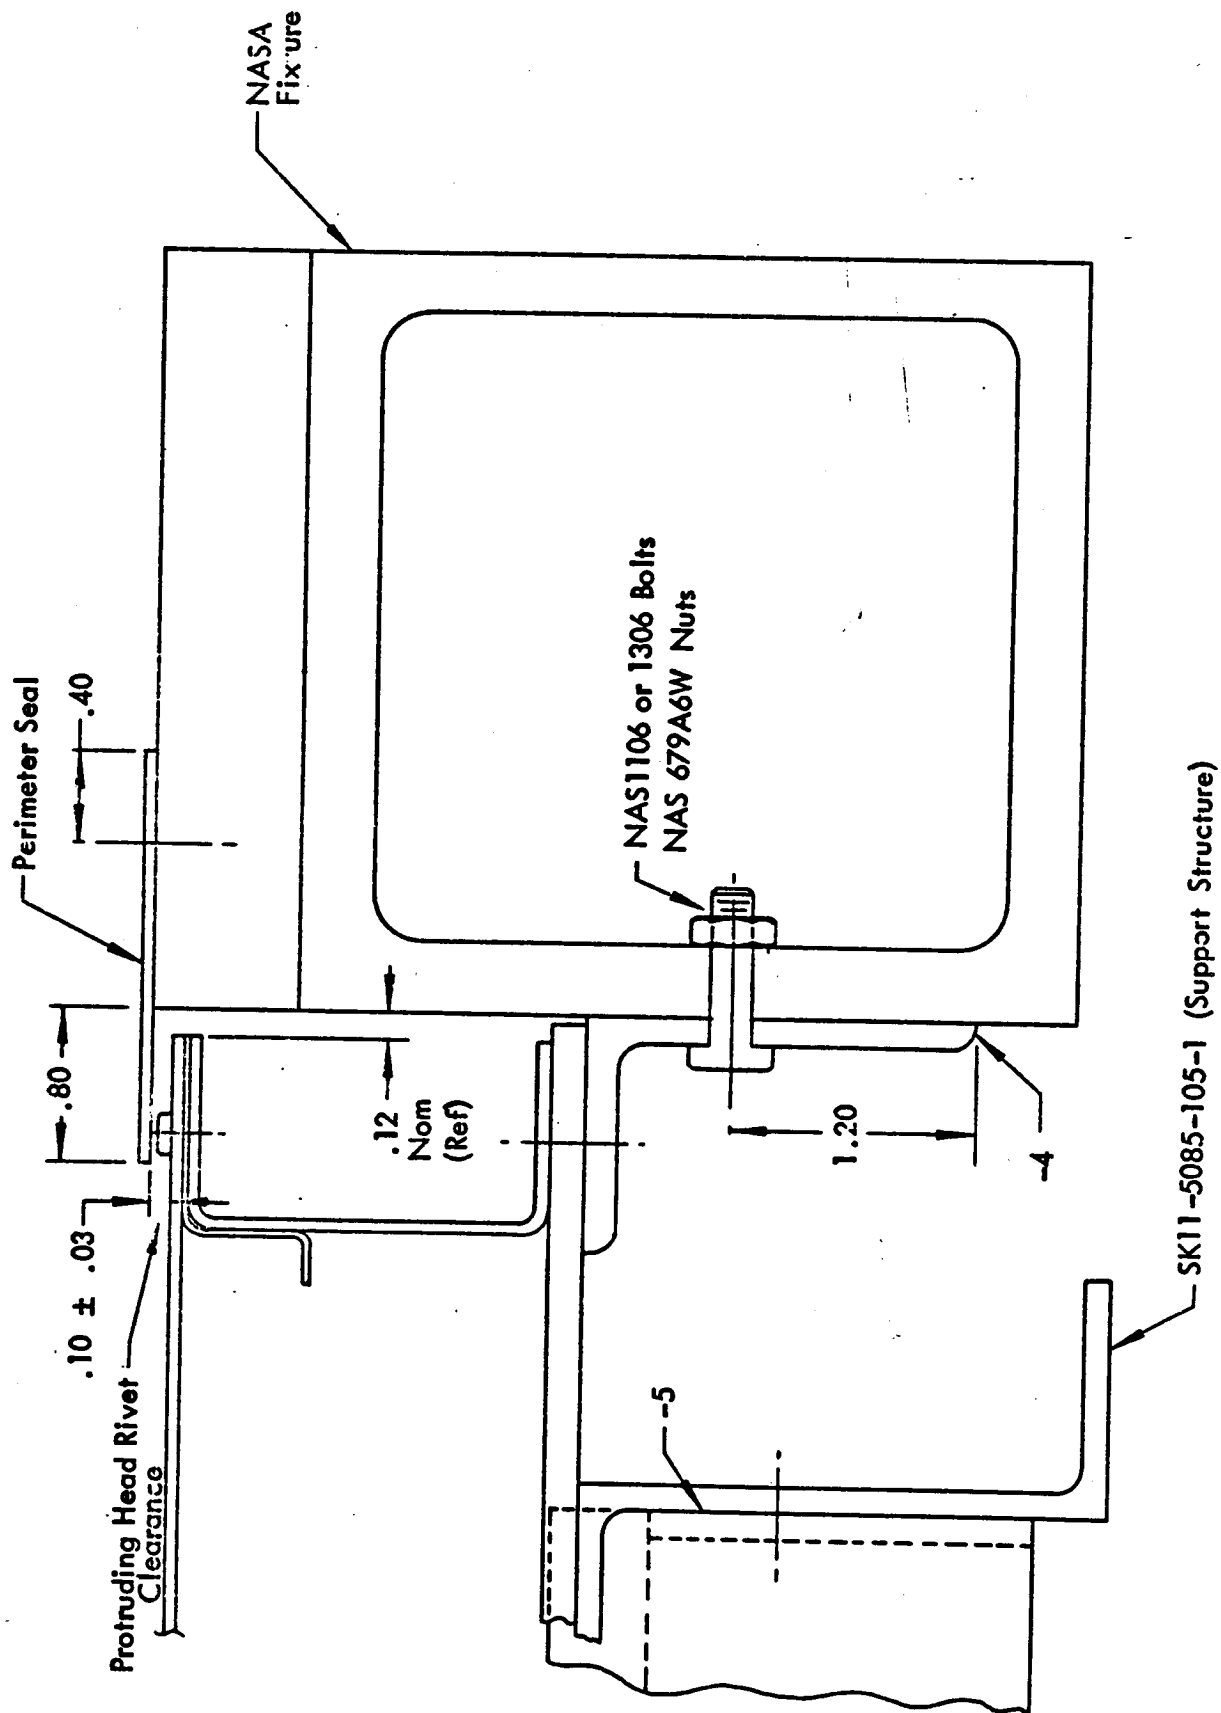 NASA
Fixture
Perimeter Seal
.40
.80
.12
Nom
(Ref)
.10 ± .03
Protruding Head Rivet
Clearance
NAS1106 or 1306 Bolts
NAS 679A6W Nuts
1.20
-4
-5
SK11-5085-105-1 (Support Structure)